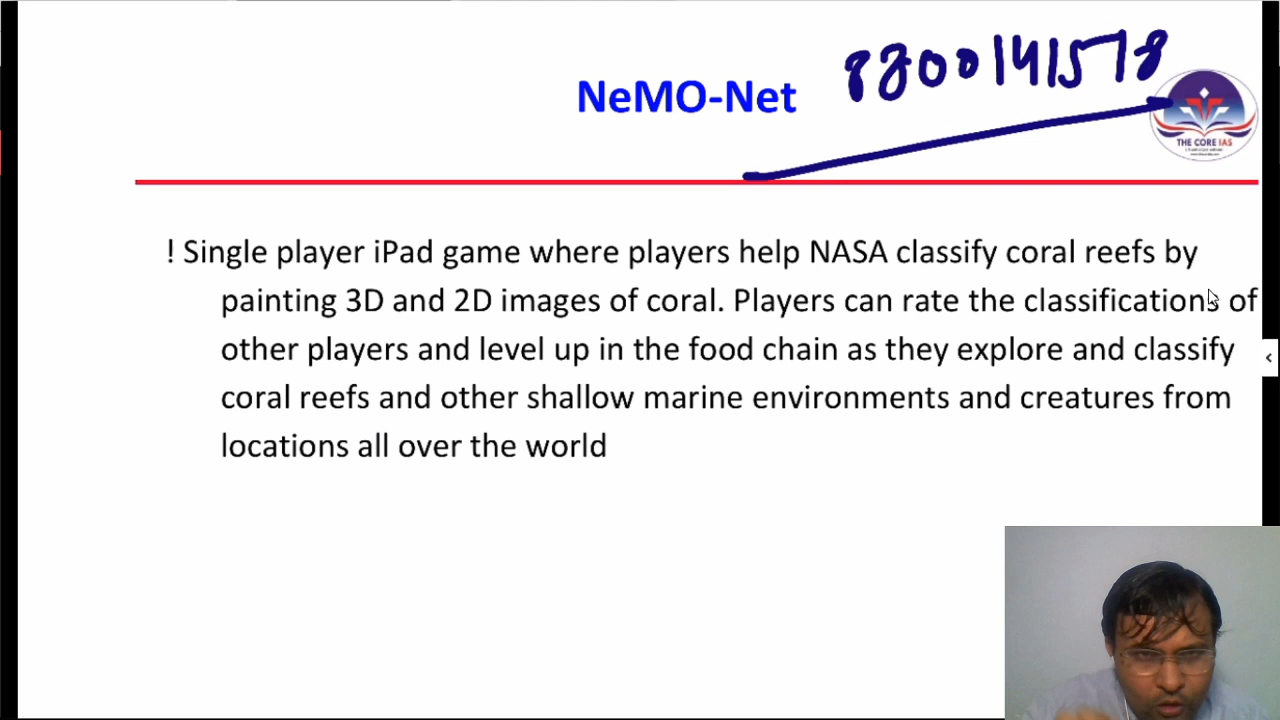 NeMO-Net
8800141518
THE CORE IAS
! Single player iPad game where players help NASA classify coral reefs by
painting 3D and 2D images of coral. Players can rate the classifications of
other players and level up in the food chain as they explore and classify
coral reefs and other shallow marine environments and creatures from
locations all over the world